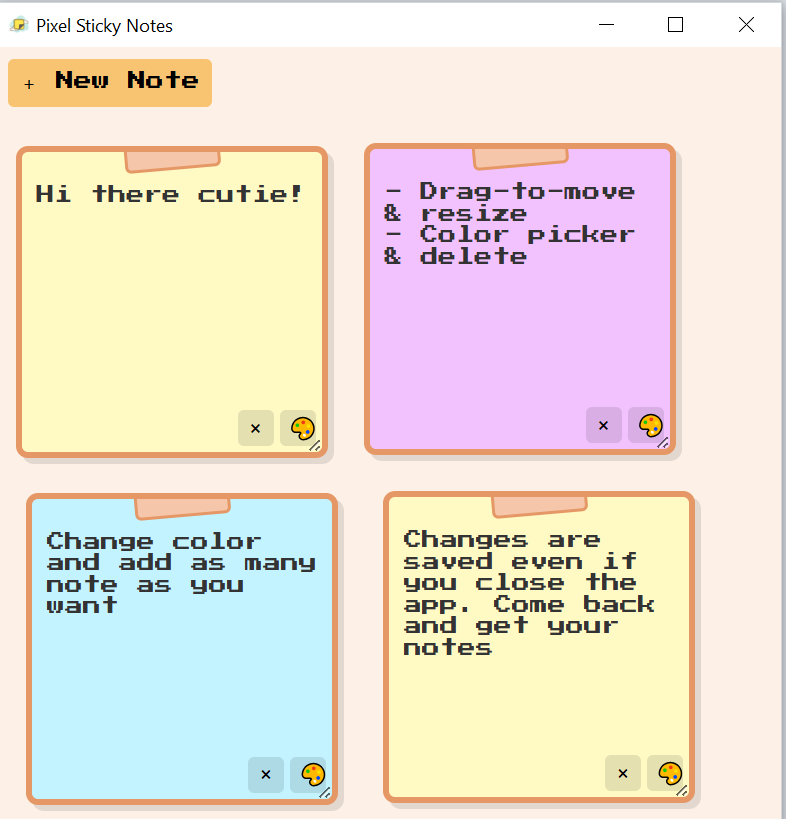 Pixel Sticky Notes
+ New Note
Hi there cutie!
- Drag-to-move
& resize
- Color picker
& delete
×
×
Change color
and add as many
note as you
want
Changes are
saved even if
you close the
app. Come back
and get your
notes
×
×